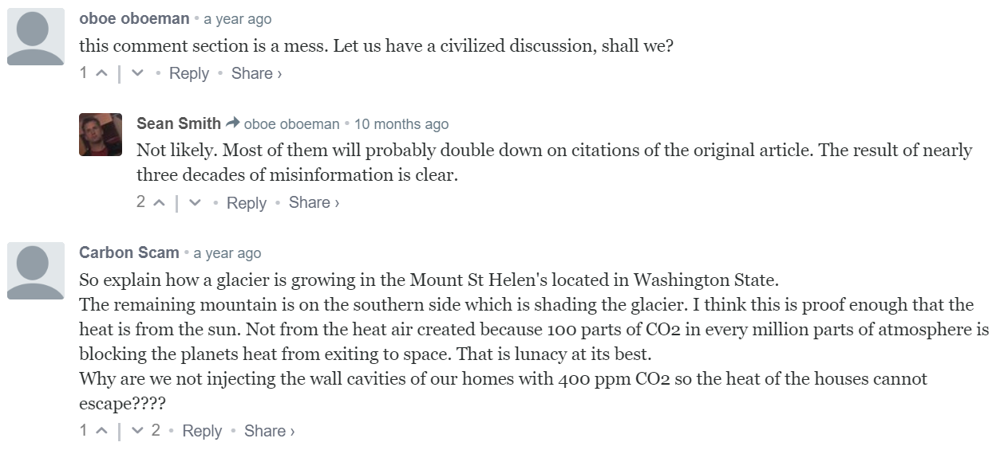 oboe oboeman • a year ago
this comment section is a mess. Let us have a civilized discussion, shall we?
1 | • Reply • Share ›
Sean Smith oboe oboeman • 10 months ago
Not likely. Most of them will probably double down on citations of the original article. The result of nearly
three decades of misinformation is clear.
2 | • Reply • Share ›
Carbon Scam • a year ago
So explain how a glacier is growing in the Mount St Helen's located in Washington State.
The remaining mountain is on the southern side which is shading the glacier. I think this is proof enough that the
heat is from the sun. Not from the heat air created because 100 parts of CO2 in every million parts of atmosphere is
blocking the planets heat from exiting to space. That is lunacy at its best.
Why are we not injecting the wall cavities of our homes with 400 ppm CO2 so the heat of the houses cannot
escape????
1 | 2 • Reply • Share ›